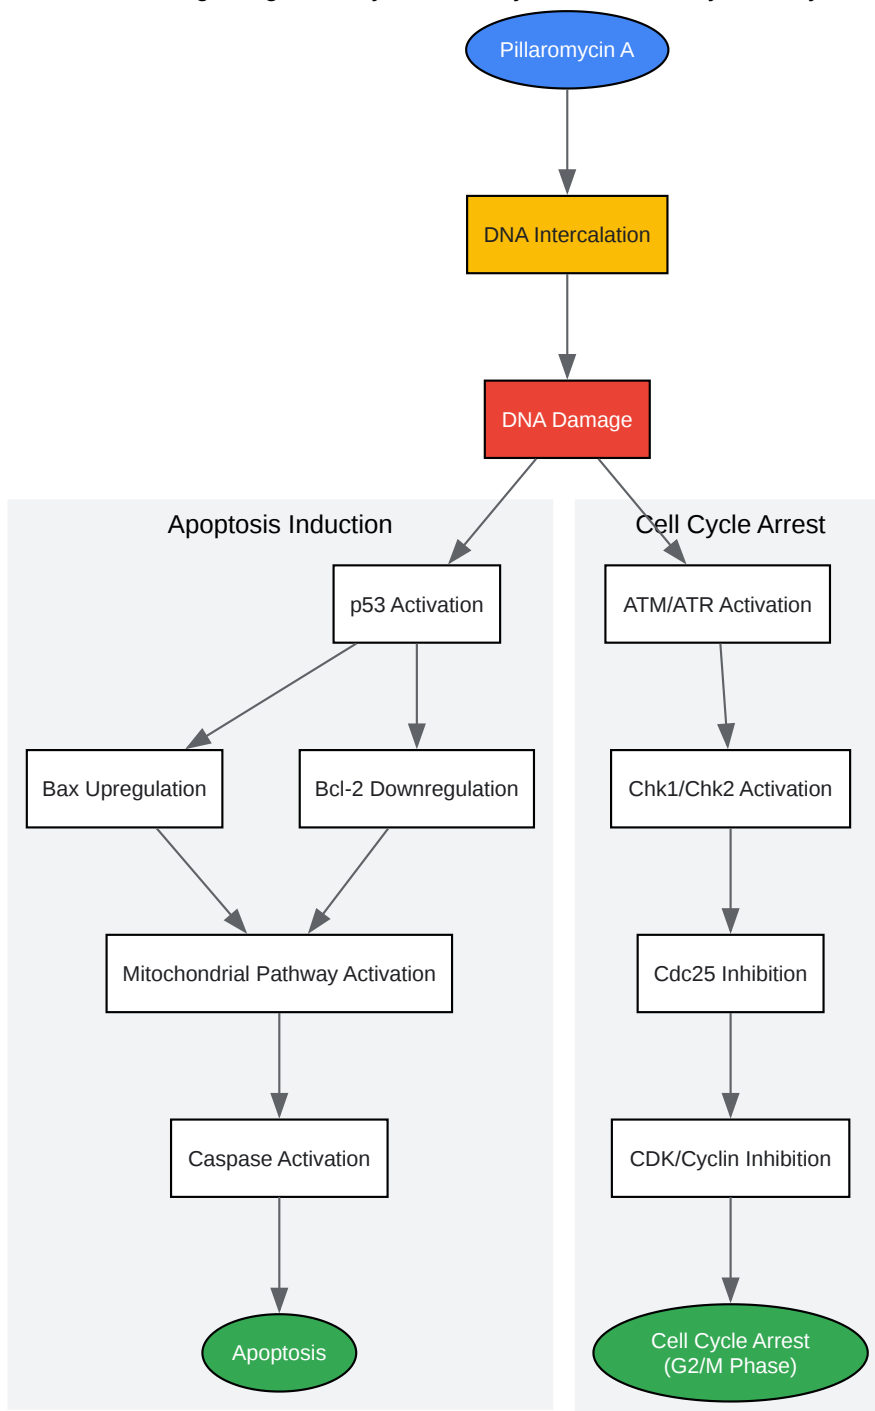 Pillaromycin A
DNA Intercalation
DNA Damage
Apoptosis Induction
Cell Cycle Arrest
p53 Activation
ATM/ATR Activation
Bax Upregulation
Bcl-2 Downregulation
Chk1/Chk2 Activation
Mitochondrial Pathway Activation
Cdc25 Inhibition
Caspase Activation
CDK/Cyclin Inhibition
Apoptosis
Cell Cycle Arrest
(G2/M Phase)